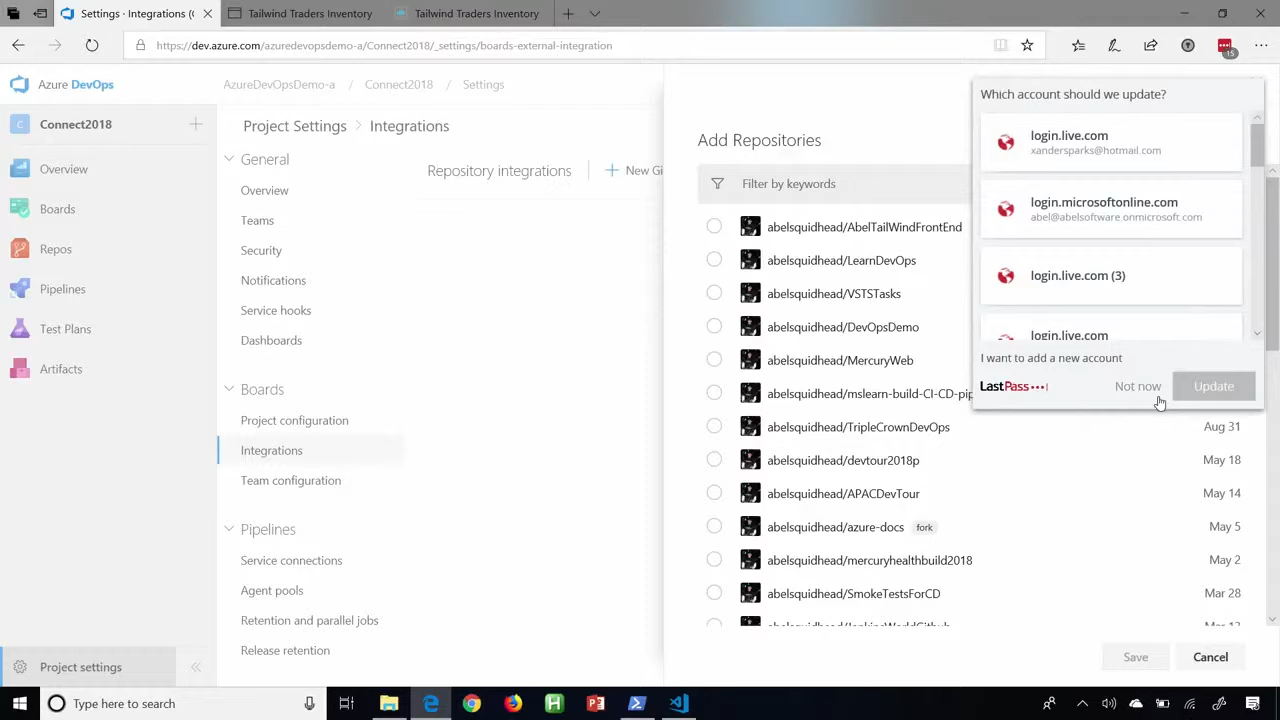 Settings · Integrations (
Tailwind Traders
Tailwind Traders Inventory
https://dev.azure.com/azuredevopsdemo-a/Connect2018/_settings/boards-external-integration
15
Azure DevOps
AzureDevOpsDemo-a / Connect2018 / Settings
C Connect2018
Overview
Boards
Repos
Pipelines
Test Plans
Artifacts
Project settings
Project Settings > Integrations
General
Overview
Teams
Security
Notifications
Service hooks
Dashboards
Boards
Project configuration
Integrations
Team configuration
Pipelines
Service connections
Agent pools
Retention and parallel jobs
Release retention
Repository integrations
New Gi
Add Repositories
Filter by keywords
abelsquidhead/AbelTailWindFrontEnd
abelsquidhead/LearnDevOps
abelsquidhead/VSTSTasks
abelsquidhead/DevOpsDemo
abelsquidhead/MercuryWeb
abelsquidhead/mslearn-build-CI-CD-pip
abelsquidhead/TripleCrownDevOps Aug 31
abelsquidhead/devtour2018p May 18
abelsquidhead/APACDevTour May 14
abelsquidhead/azure-docs fork May 5
abelsquidhead/mercuryhealthbuild2018 May 2
abelsquidhead/SmokeTestsForCD Mar 28
Save
Cancel
Which account should we update?
login.live.com
xandersparks@hotmail.com
login.microsoftonline.com
abel@abelsoftware.onmicrosoft.com
login.live.com (3)
login.live.com
I want to add a new account
LastPass
Not now
Update
Type here to search